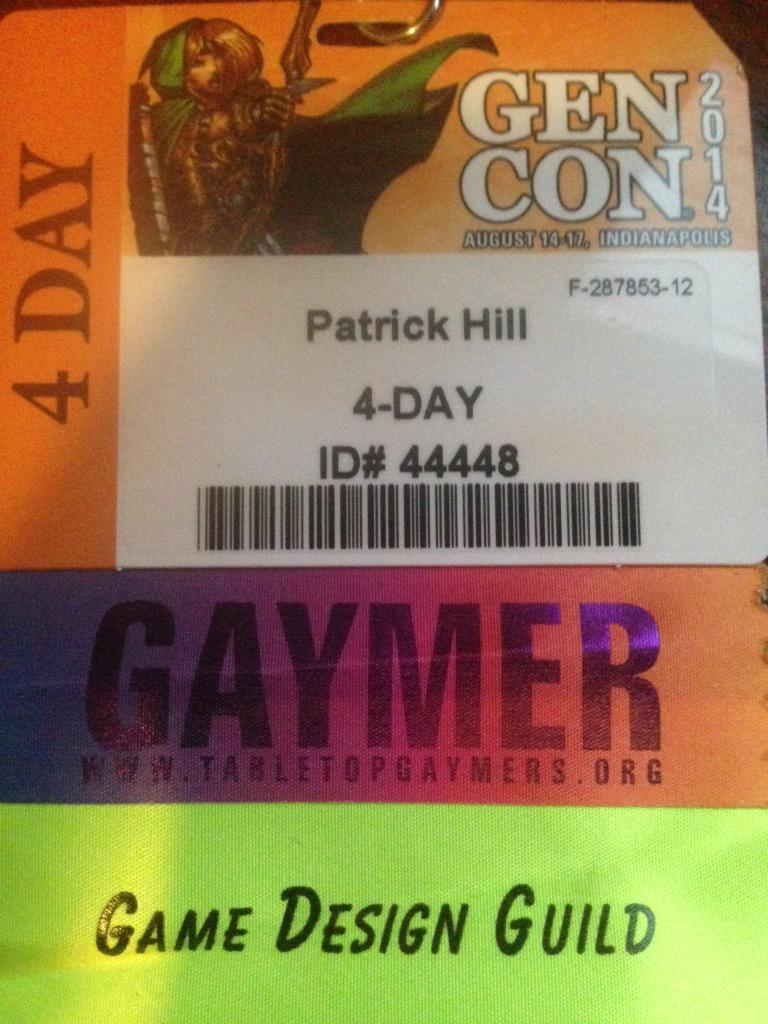 4 DAY
GEN
CON
2014
AUGUST 14-17, INDIANAPOLIS
F-287853-12
Patrick Hill
4-DAY
ID# 44448
GAYMER
WWW.TABLETOPGAYMERS.ORG
GAME DESIGN GUILD